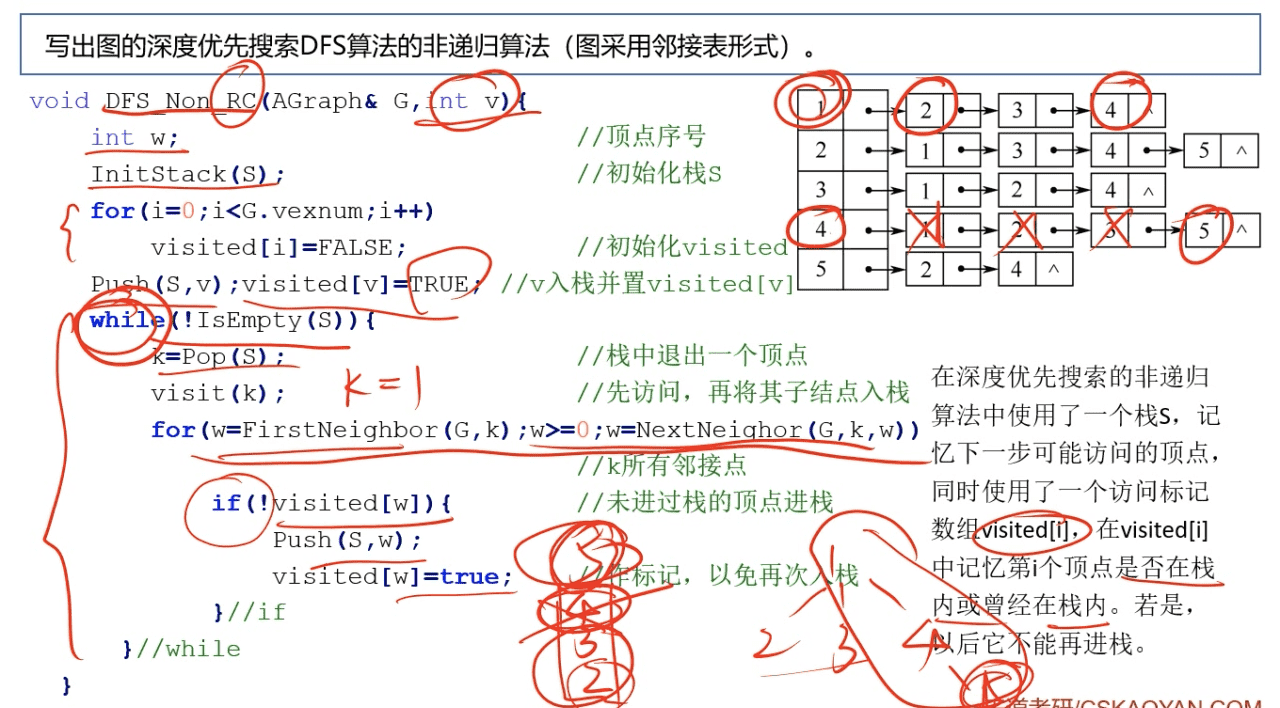 写出图的深度优先搜索DFS算法的非递归算法（图采用邻接表形式）。
void DFS_Non_RC(AGraph& G,int v){
int w; //顶点序号
InitStack(S); //初始化栈S
for(i=0;i<G.vexnum;i++)
visited[i]=FALSE; //初始化visited
Push(S,v);visited[v]=TRUE; //v入栈并置visited[v]
while(!IsEmpty(S)){
k=Pop(S); //栈中退出一个顶点
visit(k); //先访问，再将其子结点入栈
for(w=FirstNeighbor(G,k);w>=0;w=NextNeighor(G,k,w))
//k所有邻接点
if(!visited[w]){ //未进过栈的顶点进栈
Push(S,w);
visited[w]=true; //作标记，以免再次入栈
}//if
}//while
}
k=1
1 2 3 4 ^
2 1 3 4 5 ^
3 1 2 4 ^
4 1 2 3 5 ^
5 2 4 ^
在深度优先搜索的非递归
算法中使用了一个栈S，记
忆下一步可能访问的顶点，
同时使用了一个访问标记
数组visited[i]，在visited[i]
中记忆第i个顶点是否在栈
内或曾经在栈内。若是，
以后它不能再进栈。
5
4
3
2
1
2 3 4
道考研/CSKAOYAN.COM